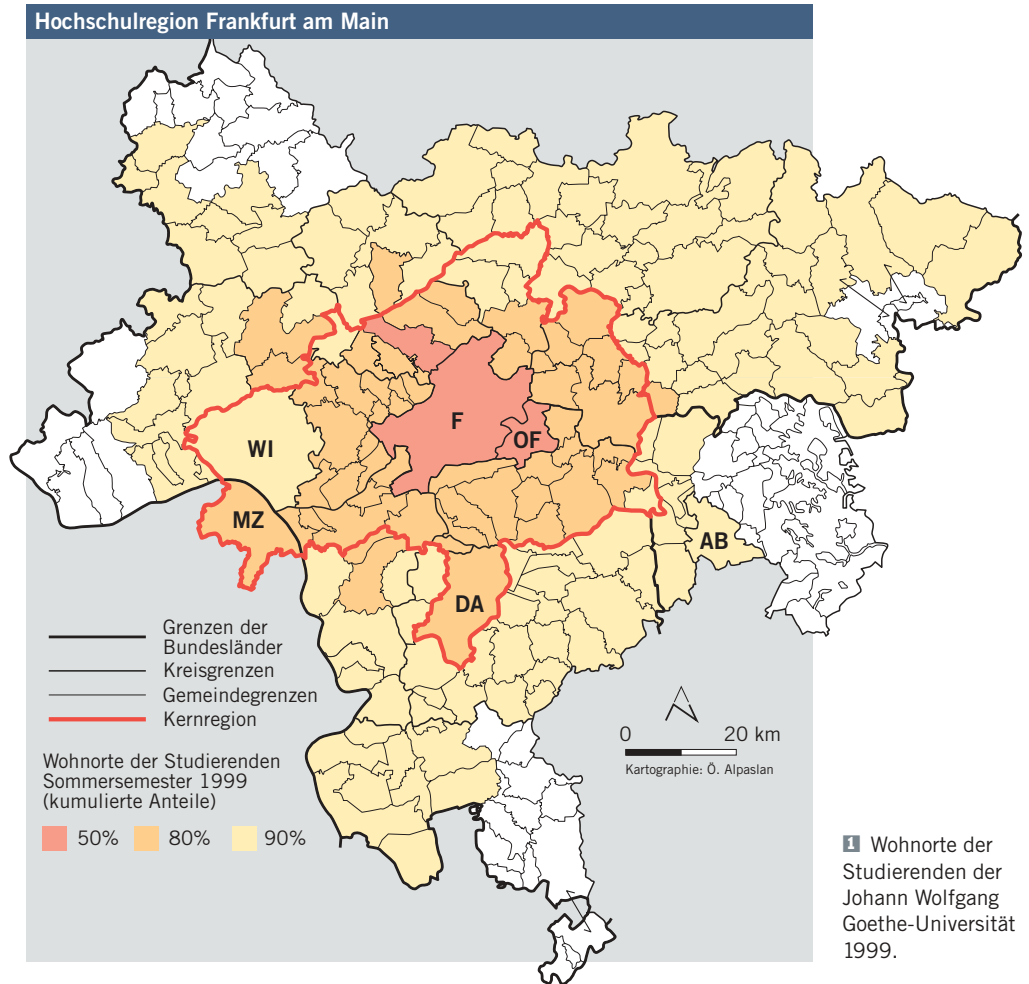 Hochschulregion Frankfurt am Main
F
OF
WI
MZ
AB
DA
Grenzen der
Bundesländer
Kreisgrenzen
Gemeindegrenzen
Kernregion
Wohnorte der Studierenden
Sommersemester 1999
(kumulierte Anteile)
50% 80% 90%
0 20 km
Kartographie: Ö. Alpaslan
1 Wohnorte der
Studierenden der
Johann Wolfgang
Goethe-Universität
1999.